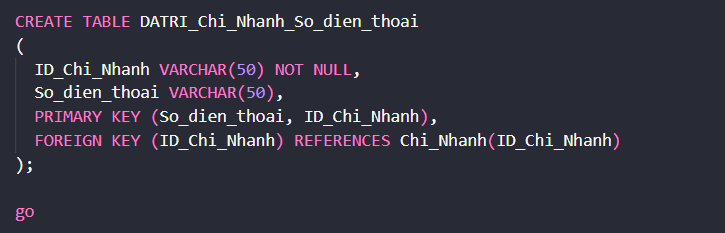 CREATE TABLE DATRI_Chi_Nhanh_So_dien_thoai
(
  ID_Chi_Nhanh VARCHAR(50) NOT NULL,
  So_dien_thoai VARCHAR(50),
  PRIMARY KEY (So_dien_thoai, ID_Chi_Nhanh),
  FOREIGN KEY (ID_Chi_Nhanh) REFERENCES Chi_Nhanh(ID_Chi_Nhanh)
);
go